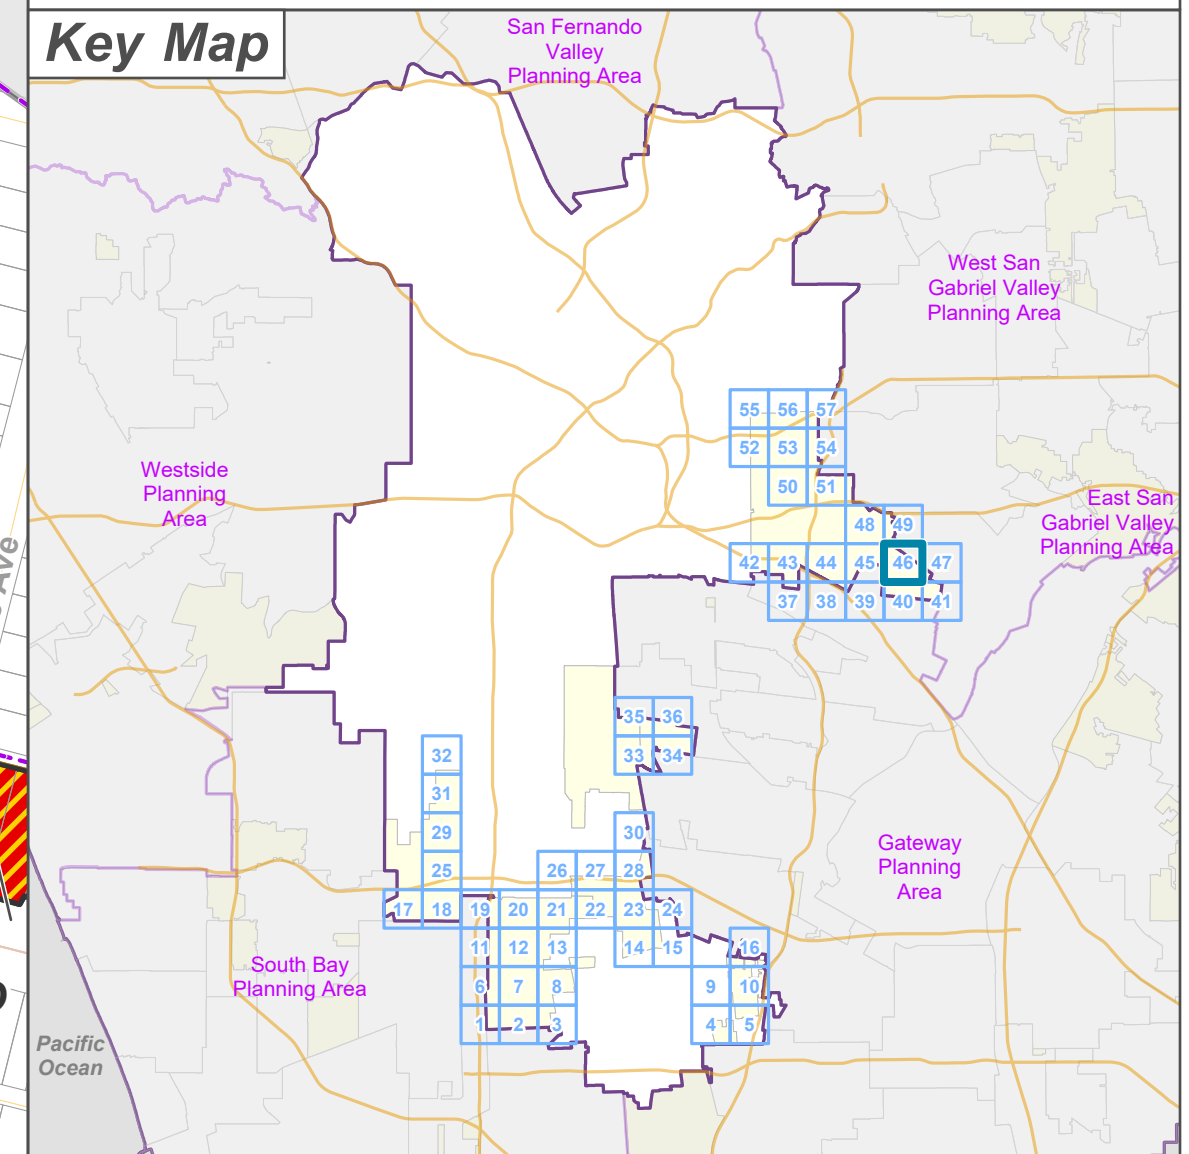 Key Map
San Fernando
Valley
Planning Area
West San
Gabriel Valley
Planning Area
55 56 57
52 53 54
50 51
Westside
Planning
Area
East San
Gabriel Valley
Planning Area
48 49
42 43 44 45 46 47
37 38 39 40 41
Ave
35 36
33 34
32
31
29
30
25
26 27 28
17 18 19 20 21 22 23 24
11 12 13
14 15
16
6 7 8
9 10
1 2 3
4 5
Gateway
Planning
Area
South Bay
Planning Area
Pacific
Ocean